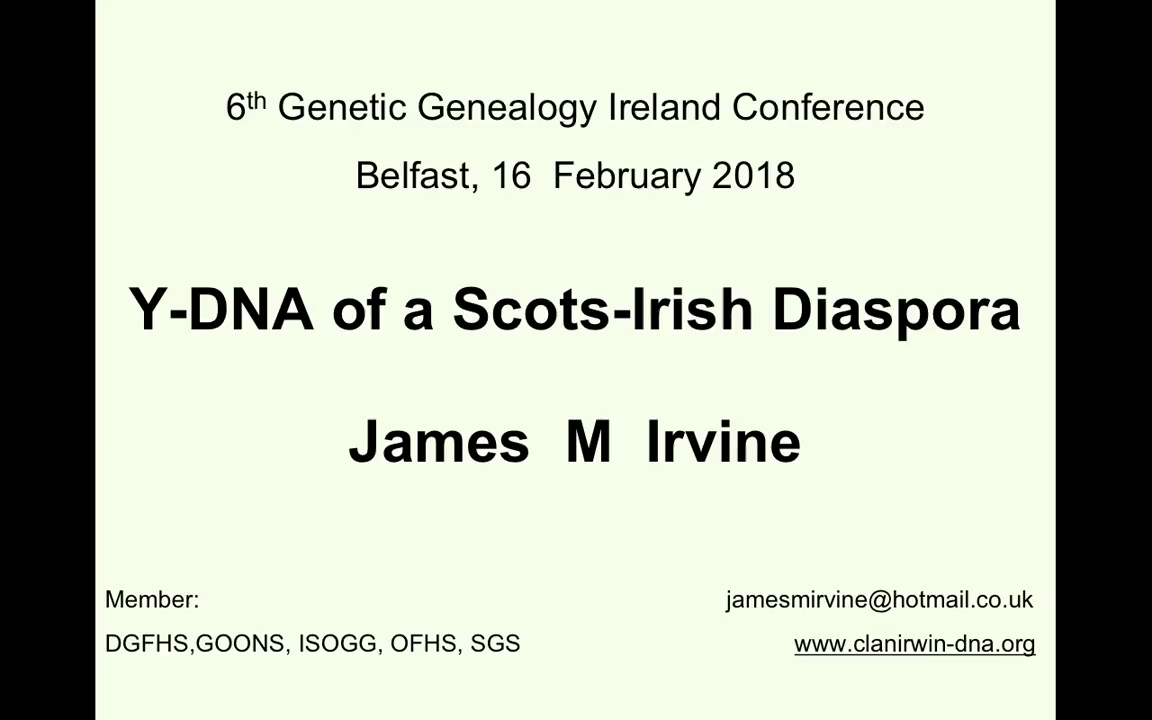 6th Genetic Genealogy Ireland Conference
Belfast, 16 February 2018
Y-DNA of a Scots-Irish Diaspora
James M Irvine
Member:
jamesmirvine@hotmail.co.uk
DGFHS,GOONS, ISOGG, OFHS, SGS
www.clanirwin-dna.org